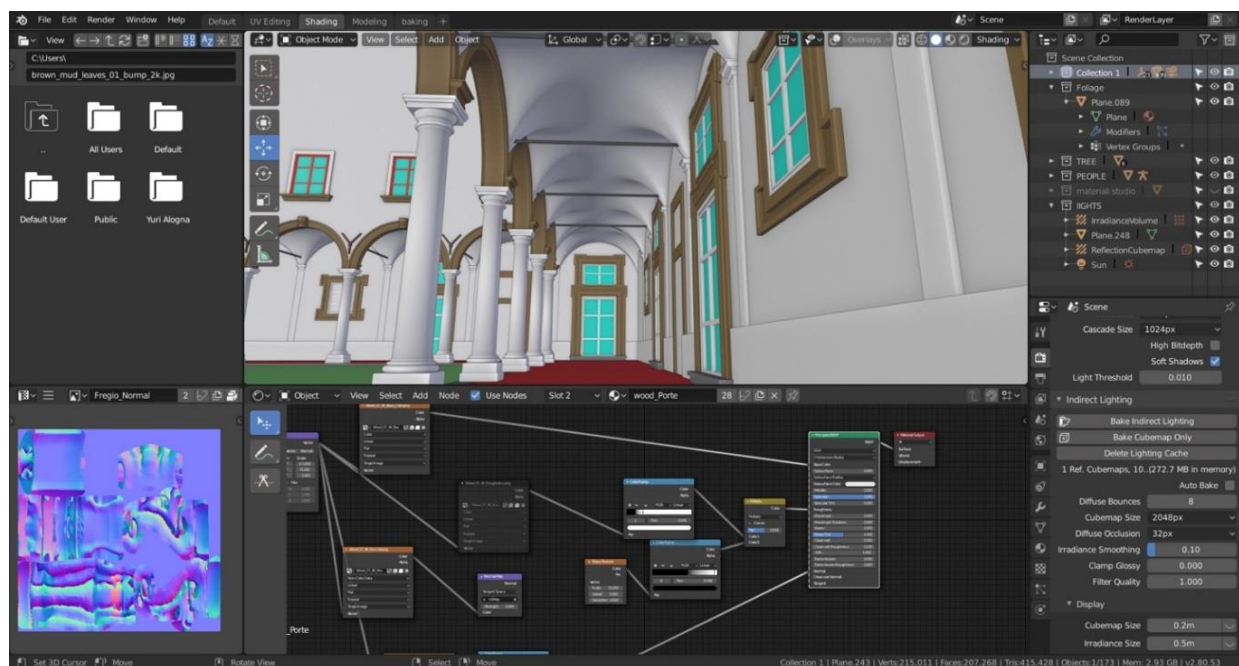 File Edit Render Window Help Default UV Editing Shading Modeling baking + Scene RenderLayer
View
C:\Users\
brown_mud_leaves_01_bump_2k.jpg
..
All Users
Default
Default User
Public
Yuri Alogna
Object Mode View Select Add Object Global Overlays Shading
Scene Collection
Collection 1
Foliage
Plane.089
Plane
Modifiers
Vertex Groups
TREE
PEOPLE
material studio
lIGHTS
IrradianceVolume
Plane.248
ReflectionCubemap
Sun
Scene
Cascade Size 1024px
High Bitdepth
Soft Shadows
Light Threshold 0.010
Indirect Lighting
Bake Indirect Lighting
Bake Cubemap Only
Delete Lighting Cache
1 Ref. Cubemaps, 10..(272.7 MB in memory)
Auto Bake
Diffuse Bounces 8
Cubemap Size 2048px
Diffuse Occlusion 32px
Irradiance Smoothing 0.10
Clamp Glossy 0.000
Filter Quality 1.000
Display
Cubemap Size 0.2m
Irradiance Size 0.5m
Fregio_Normal 2
Object View Select Add Node Use Nodes Slot 2 wood_Porte 28
_Porte
Set 3D Cursor Move Rotate View Select Move Collection 1 | Plane.243 | Verts:215.011 | Faces:207.268 | Tris:415.428 | Objects:1/173 | Mem: 2.33 GB | v2.80.53